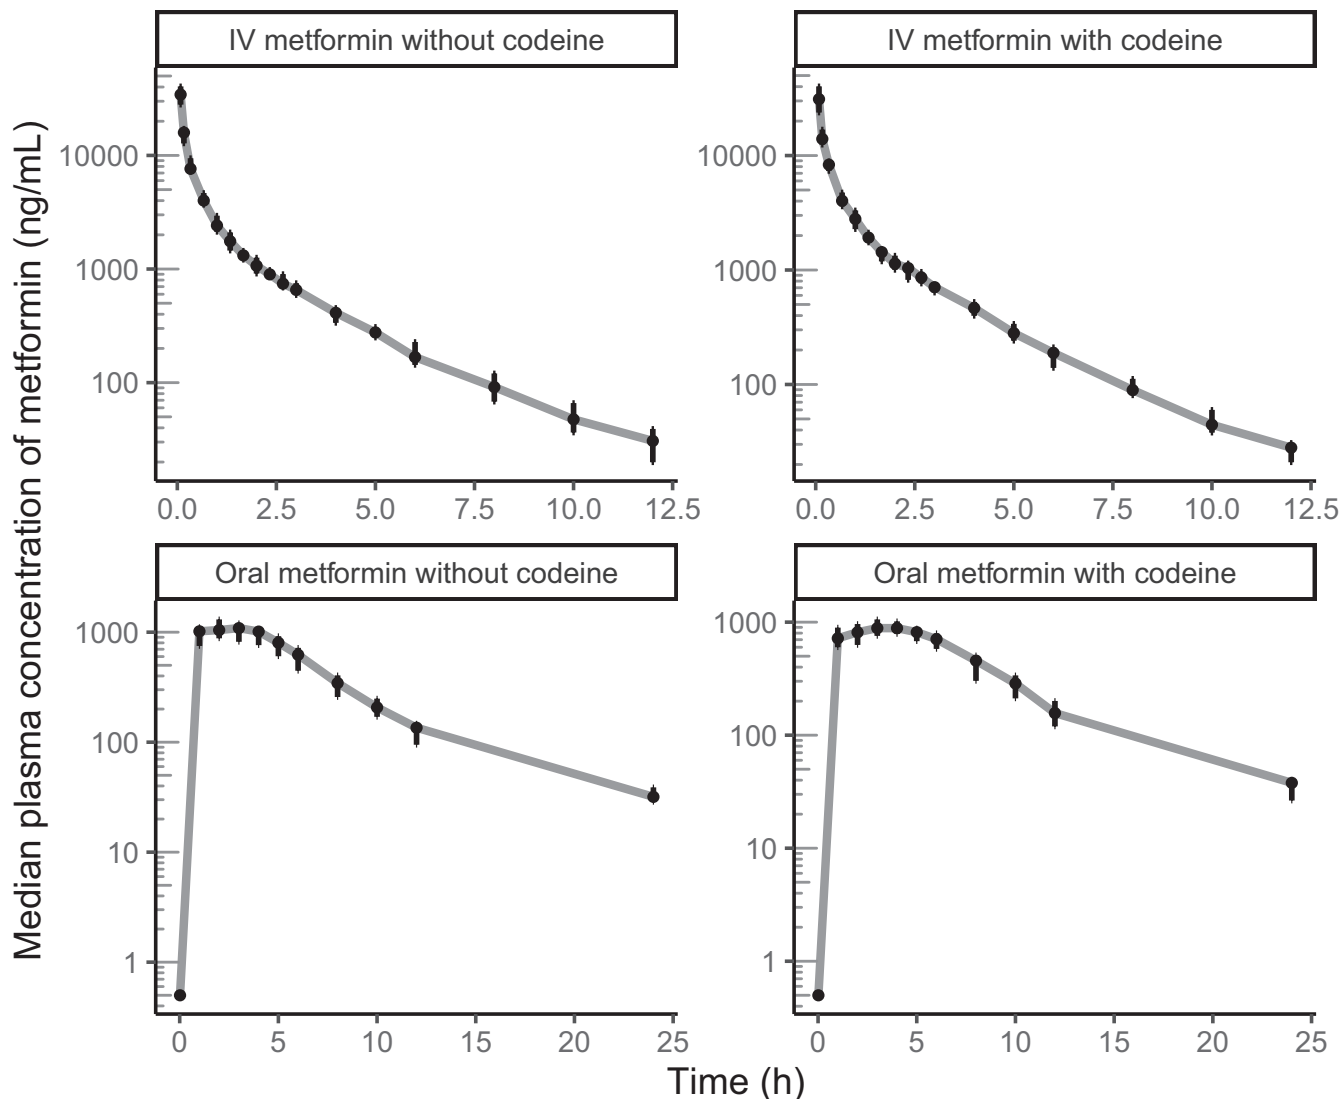 IV metformin without codeine
IV metformin with codeine
Median plasma concentration of metformin (ng/mL)
10000
1000
100
0.0 2.5 5.0 7.5 10.0 12.5
10000
1000
100
0.0 2.5 5.0 7.5 10.0 12.5
Oral metformin without codeine
Oral metformin with codeine
1000
100
10
1
0 5 10 15 20 25
1000
100
10
1
0 5 10 15 20 25
Time (h)